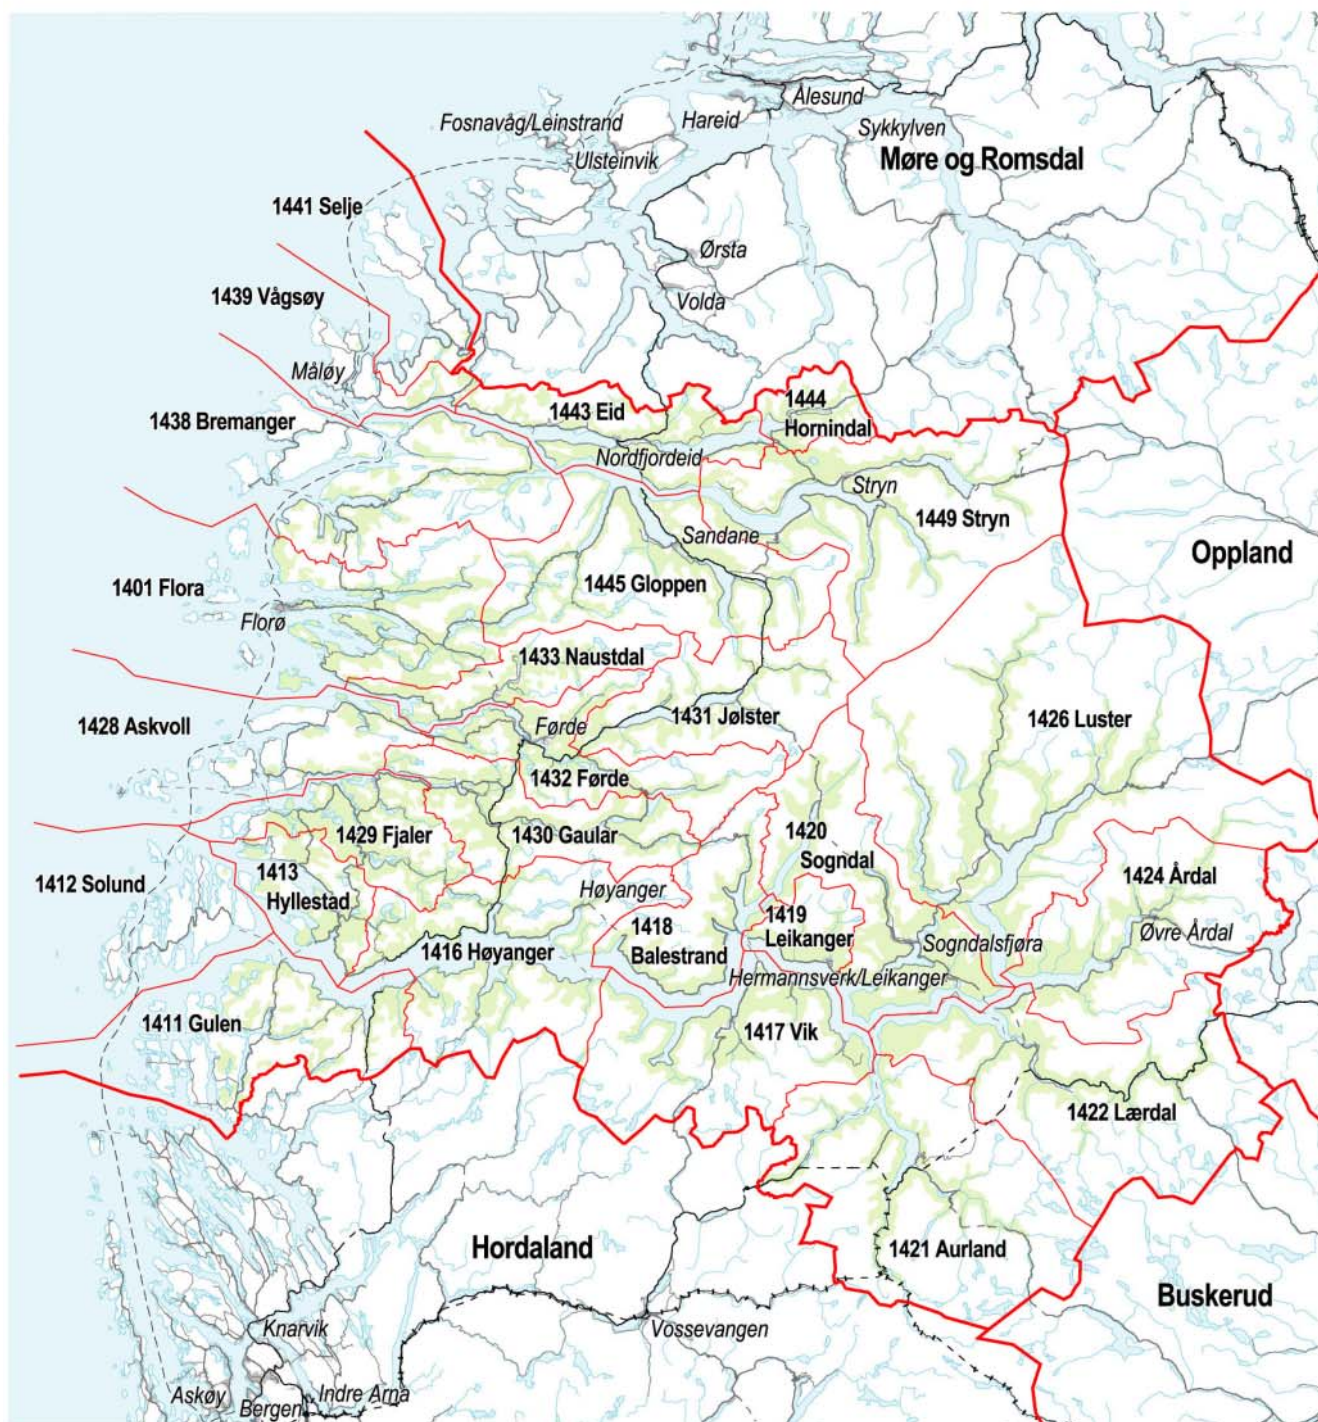 Ålesund
Fosnavåg/Leinstrand
Hareid
Sykkylven
Ulsteinvik
Møre og Romsdal
1441 Selje
Ørsta
1439 Vågsøy
Volda
Måløy
1444
Hornindal
1443 Eid
1438 Bremanger
Nordfjordeid
Stryn
1449 Stryn
Sandane
Oppland
1401 Flora
1445 Gloppen
Florø
1433 Naustdal
1428 Askvoll
Førde
1431 Jølster
1426 Luster
1432 Førde
1429 Fjaler
1430 Gaular
1420
Sogndal
1412 Solund
1413
Hyllestad
Høyanger
1424 Årdal
1418
Balestrand
1419
Leikanger
1416 Høyanger
Sogndalsfjøra
Øvre Årdal
Hermannsverk/Leikanger
1411 Gulen
1417 Vik
1422 Lærdal
Hordaland
1421 Aurland
Buskerud
Knarvik
Vossevangen
Askøy
Bergen
Indre Arna